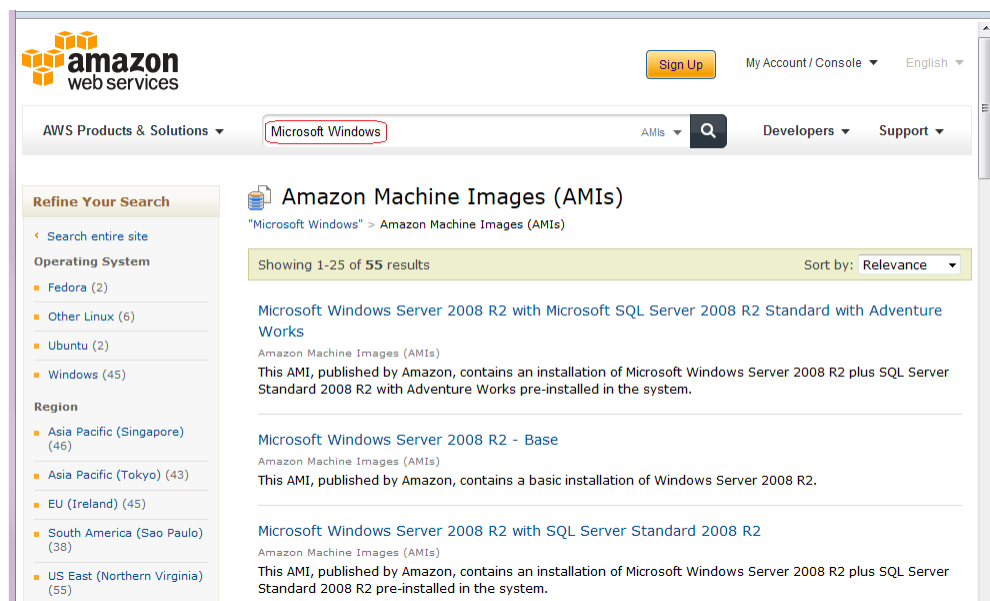 amazon
web services
Sign Up
My Account / Console
English
AWS Products & Solutions
Microsoft Windows
AMIs
Developers
Support
Refine Your Search
Search entire site
Operating System
Fedora (2)
Other Linux (6)
Ubuntu (2)
Windows (45)
Region
Asia Pacific (Singapore)
(46)
Asia Pacific (Tokyo) (43)
EU (Ireland) (45)
South America (Sao Paulo)
(38)
US East (Northern Virginia)
(55)
Amazon Machine Images (AMIs)
"Microsoft Windows" > Amazon Machine Images (AMIs)
Showing 1-25 of 55 results
Sort by: Relevance
Microsoft Windows Server 2008 R2 with Microsoft SQL Server 2008 R2 Standard with Adventure
Works
Amazon Machine Images (AMIs)
This AMI, published by Amazon, contains an installation of Microsoft Windows Server 2008 R2 plus SQL Server
Standard 2008 R2 with Adventure Works pre-installed in the system.
Microsoft Windows Server 2008 R2 - Base
Amazon Machine Images (AMIs)
This AMI, published by Amazon, contains a basic installation of Windows Server 2008 R2.
Microsoft Windows Server 2008 R2 with SQL Server Standard 2008 R2
Amazon Machine Images (AMIs)
This AMI, published by Amazon, contains an installation of Microsoft Windows Server 2008 R2 plus SQL Server
Standard 2008 R2 pre-installed in the system.